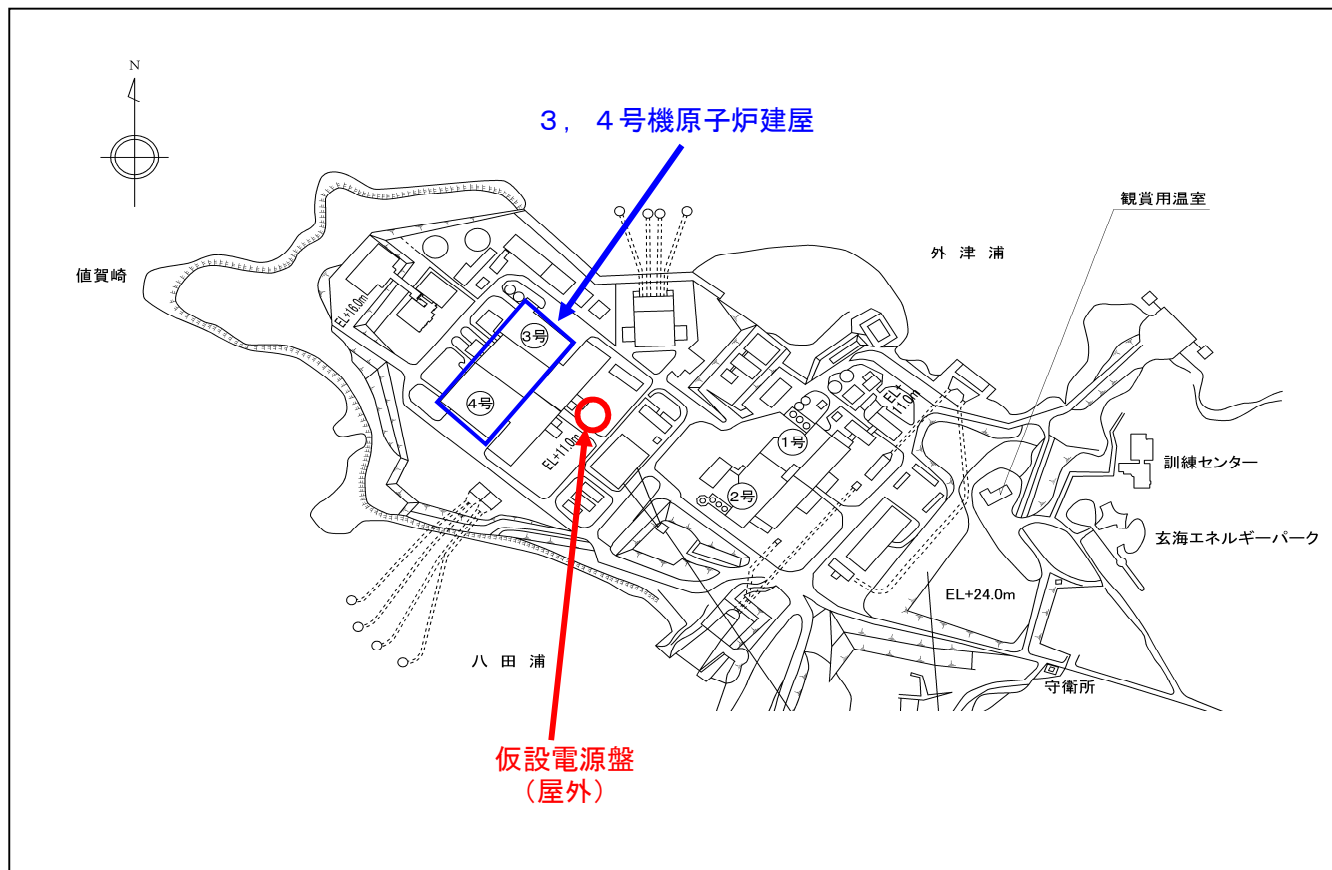 N
３，４号機原子炉建屋
観賞用温室
外津浦
値賀崎
EL+16.0m
3号
4号
EL+11.0m
EL+
11.0m
1号
2号
訓練センター
玄海エネルギーパーク
EL+24.0m
八田浦
守衛所
仮設電源盤
（屋外）